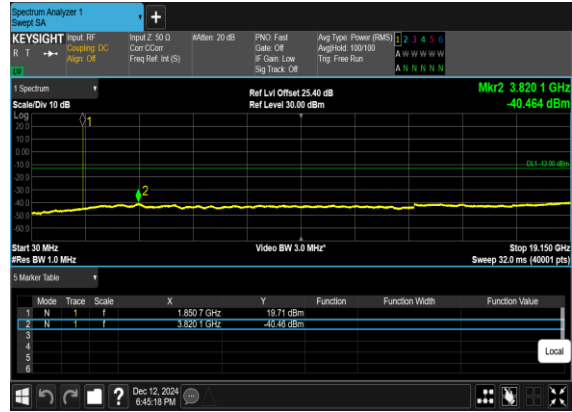 Spectrum Analyzer 1
Swept SA
+
KEYSIGHT Input: RF Input Z: 50 Ω #Atten: 20 dB PNO: Fast Avg Type: Power (RMS) 1 2 3 4 5 6
R T Coupling: DC Corr CCorr Gate: Off Avg|Hold: 100/100 A W W W W W
Align: Off Freq Ref: Int (S) IF Gain: Low Trig: Free Run
Sig Track: Off A N N N N N
1 Spectrum Ref Lvl Offset 25.40 dB Mkr2 3.820 1 GHz
Scale/Div 10 dB Ref Level 30.00 dBm -40.464 dBm
Log
1
20.0
10.0
0.00
-10.0
DL1 -13.00 dBm
-20.0
-30.0
2
-40.0
-50.0
-60.0
Start 30 MHz Video BW 3.0 MHz* Stop 19.150 GHz
#Res BW 1.0 MHz Sweep 32.0 ms (40001 pts)
5 Marker Table
Mode Trace Scale X Y Function Function Width Function Value
1 N 1 f 1.850 7 GHz 19.71 dBm
2 N 1 f 3.820 1 GHz -40.46 dBm
3
4
5
6
Local
? Dec 12, 2024
6:45:18 PM